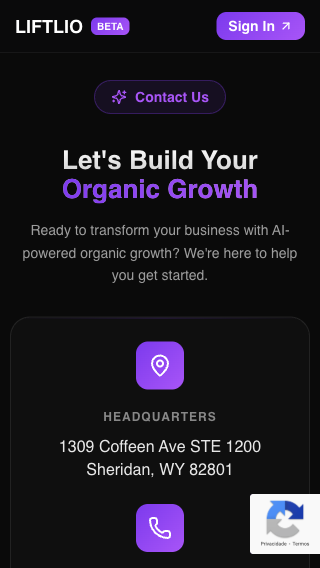 LIFTLIO BETA Sign In
Contact Us
Let's Build Your
Organic Growth
Ready to transform your business with AI-
powered organic growth? We're here to help
you get started.
HEADQUARTERS
1309 Coffeen Ave STE 1200
Sheridan, WY 82801
Privacidade - Termos